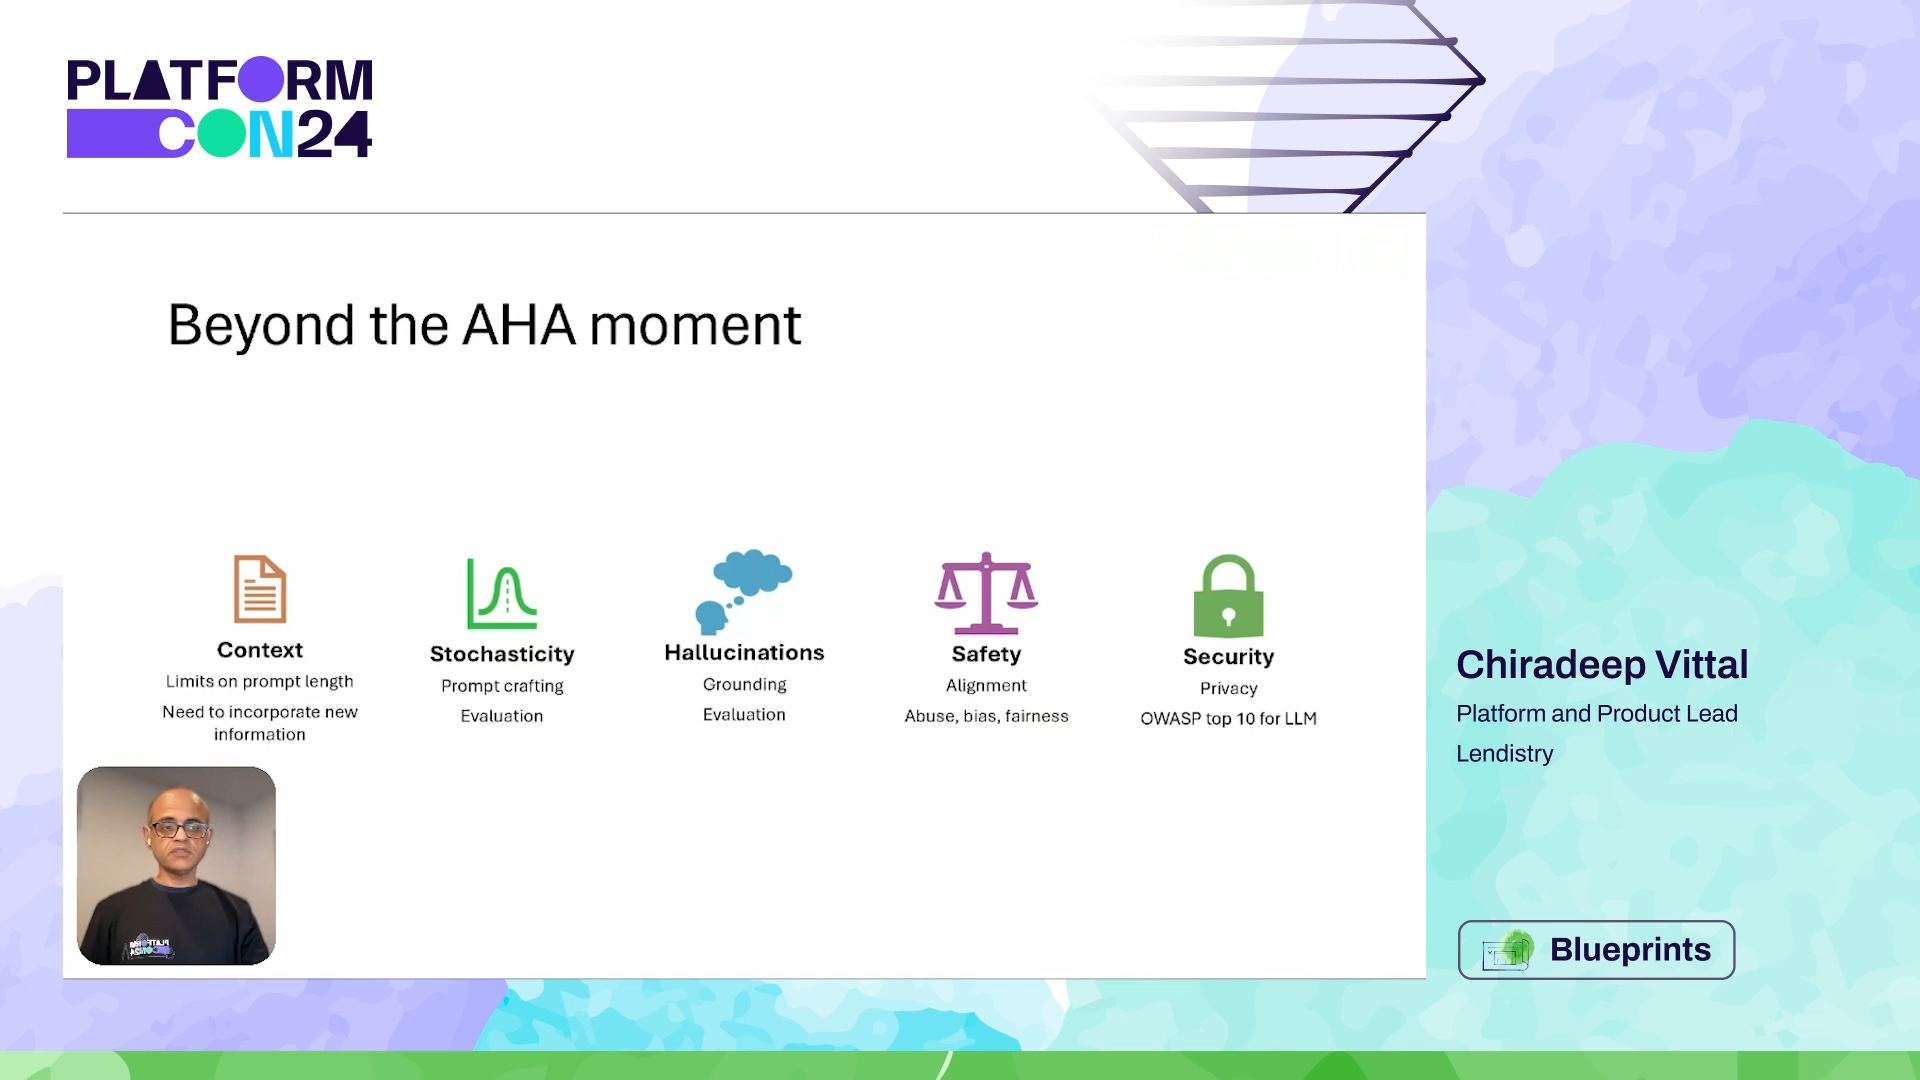 PLATFORM
CON24
Beyond the AHA moment
Context
Limits on prompt length
Need to incorporate new
information
Stochasticity
Prompt crafting
Evaluation
Hallucinations
Grounding
Evaluation
Safety
Alignment
Abuse, bias, fairness
Security
Privacy
OWASP top 10 for LLM
Chiradeep Vittal
Platform and Product Lead
Lendistry
Blueprints
PLATFORM
CON24